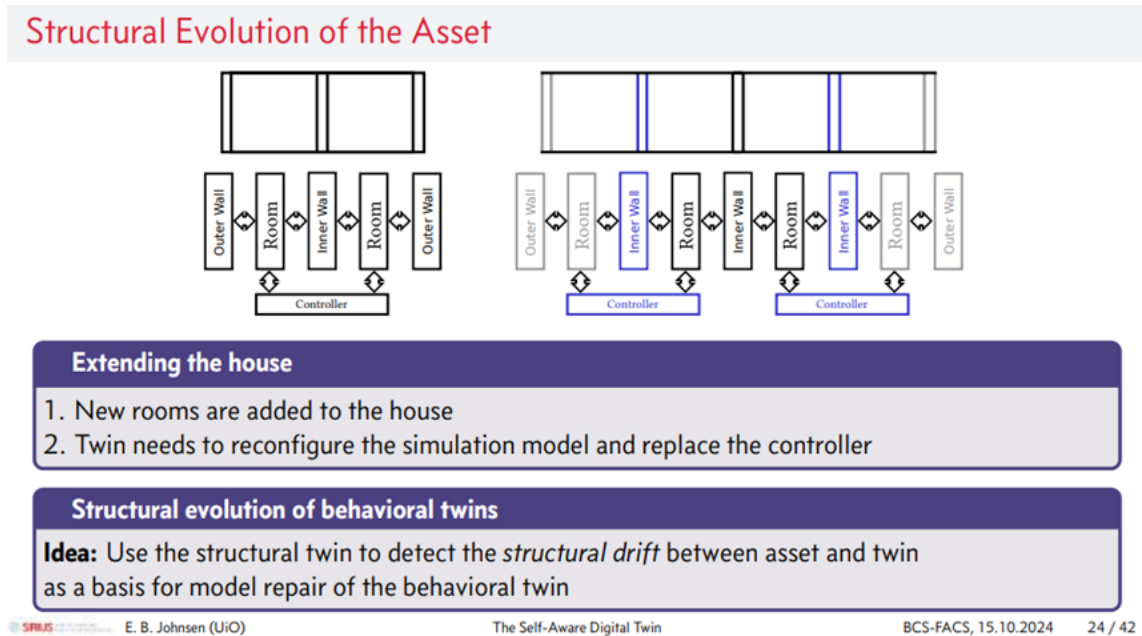 Structural Evolution of the Asset
Outer Wall
Room
Inner Wall
Room
Outer Wall
Controller
Outer Wall
Room
Inner Wall
Room
Inner Wall
Room
Inner Wall
Room
Outer Wall
Controller
Controller
Extending the house
1. New rooms are added to the house
2. Twin needs to reconfigure the simulation model and replace the controller
Structural evolution of behavioral twins
Idea: Use the structural twin to detect the structural drift between asset and twin
as a basis for model repair of the behavioral twin
SIRIUS E. B. Johnsen (UiO) The Self-Aware Digital Twin BCS-FACS, 15.10.2024 24 / 42